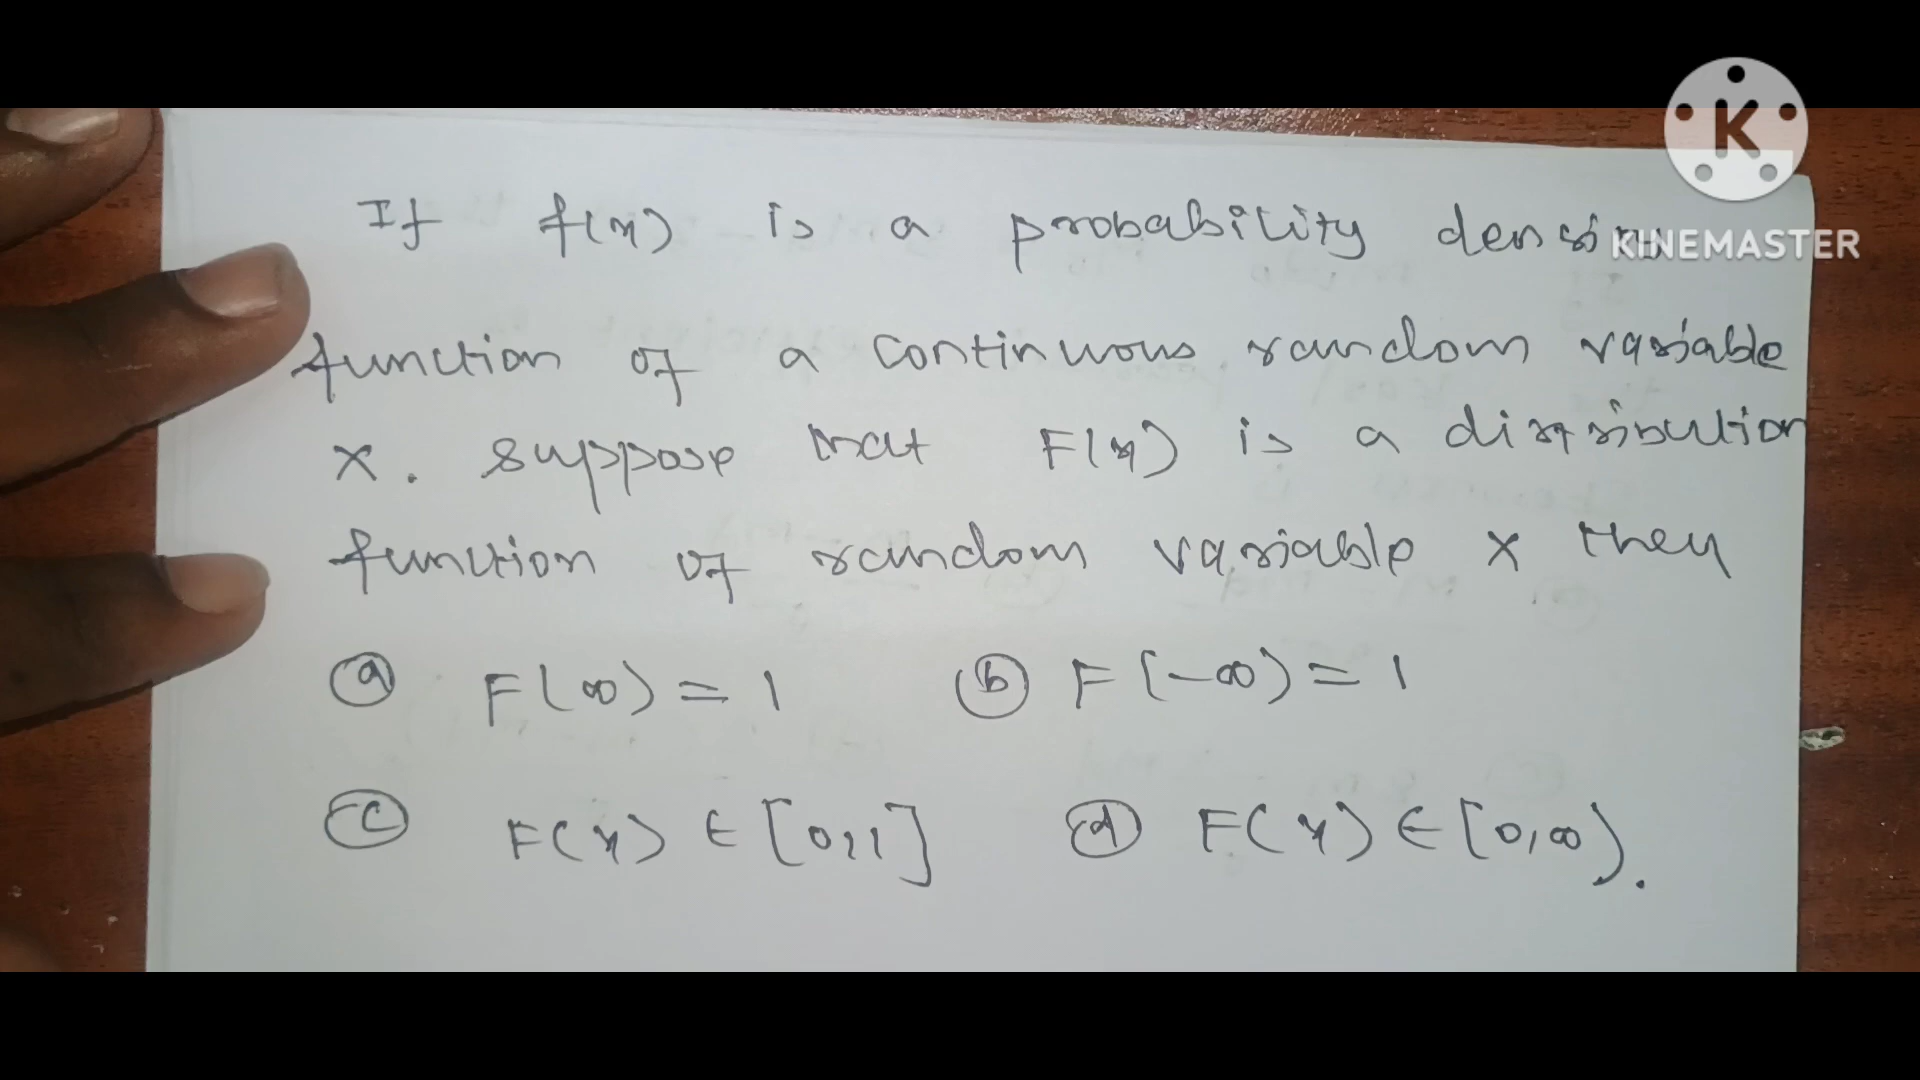 If f(x) is a probability density
KINEMASTER
function of a continuous random variable
x. suppose that F(x) is a distribution
function of random variable x then
(a) F(∞) = 1 (b) F(-∞) = 1
(c) F(x) ∈ [0,1] (d) F(x) ∈ [0,∞).